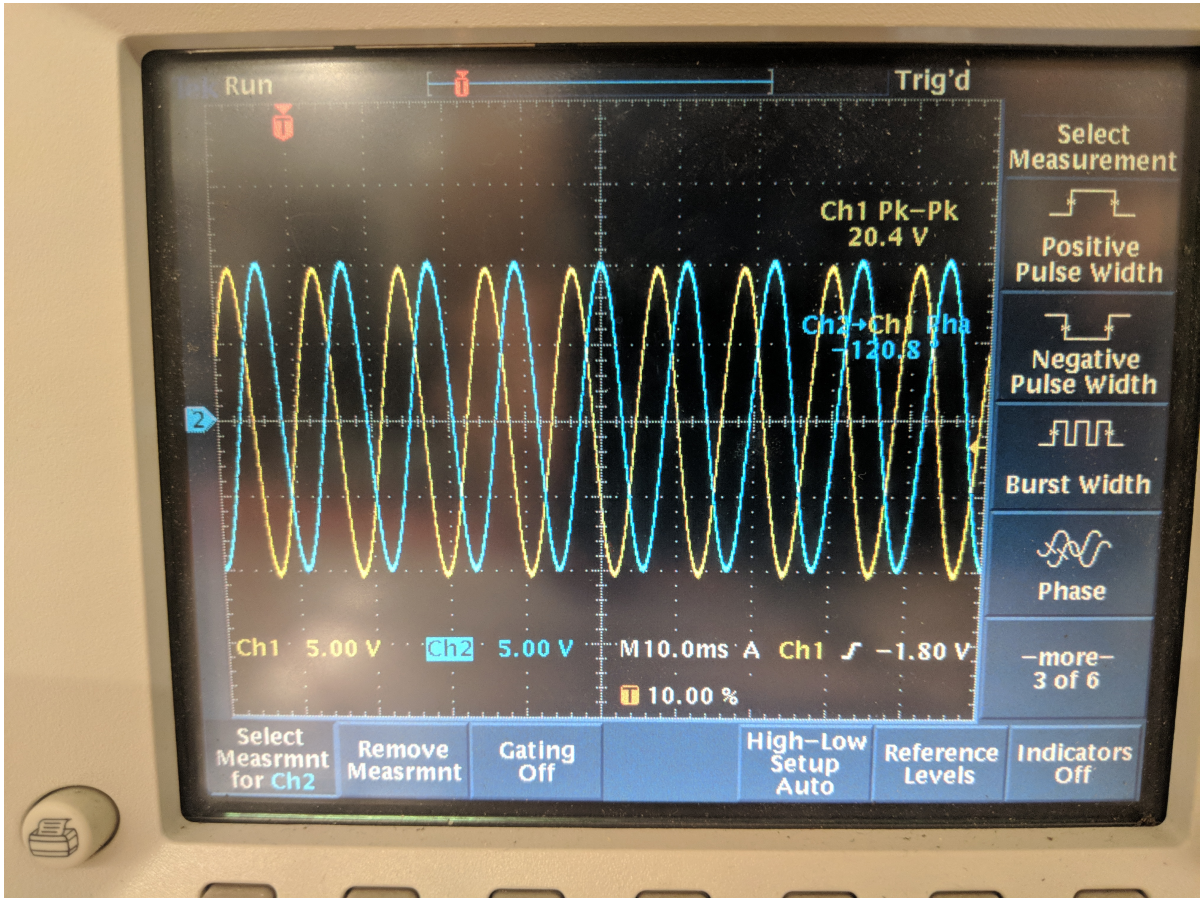 Tek Run
Trig'd
T
T
Select
Measurement
Ch1 Pk-Pk
20.4 V
Positive
Pulse Width
Ch2→Ch1 Pha
-120.8 °
Negative
Pulse Width
2
Burst Width
Phase
Ch1 5.00 V Ch2 5.00 V M10.0ms A Ch1 -1.80 V
T 10.00 %
-more-
3 of 6
Select
Measrmnt
for Ch2
Remove
Measrmnt
Gating
Off
High-Low
Setup
Auto
Reference
Levels
Indicators
Off